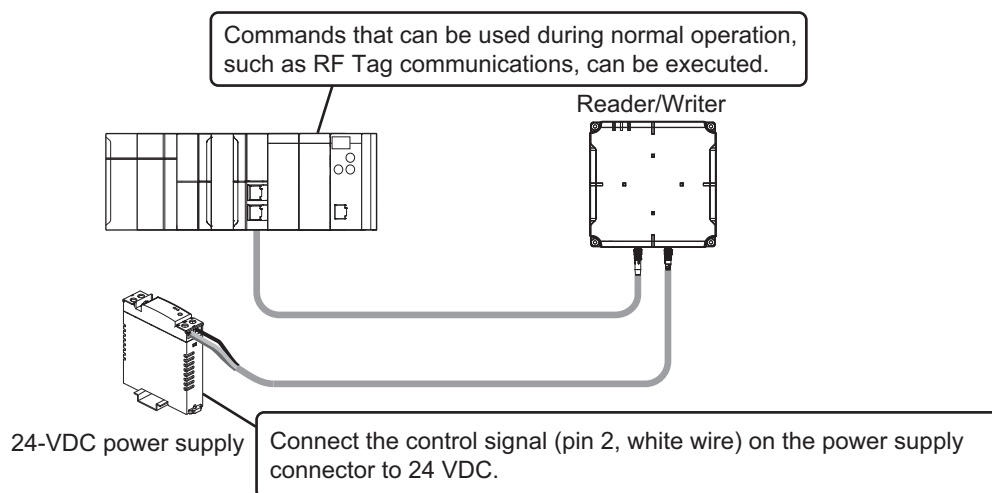 Commands that can be used during normal operation,
such as RF Tag communications, can be executed.
Reader/Writer
24-VDC power supply
Connect the control signal (pin 2, white wire) on the power supply
connector to 24 VDC.